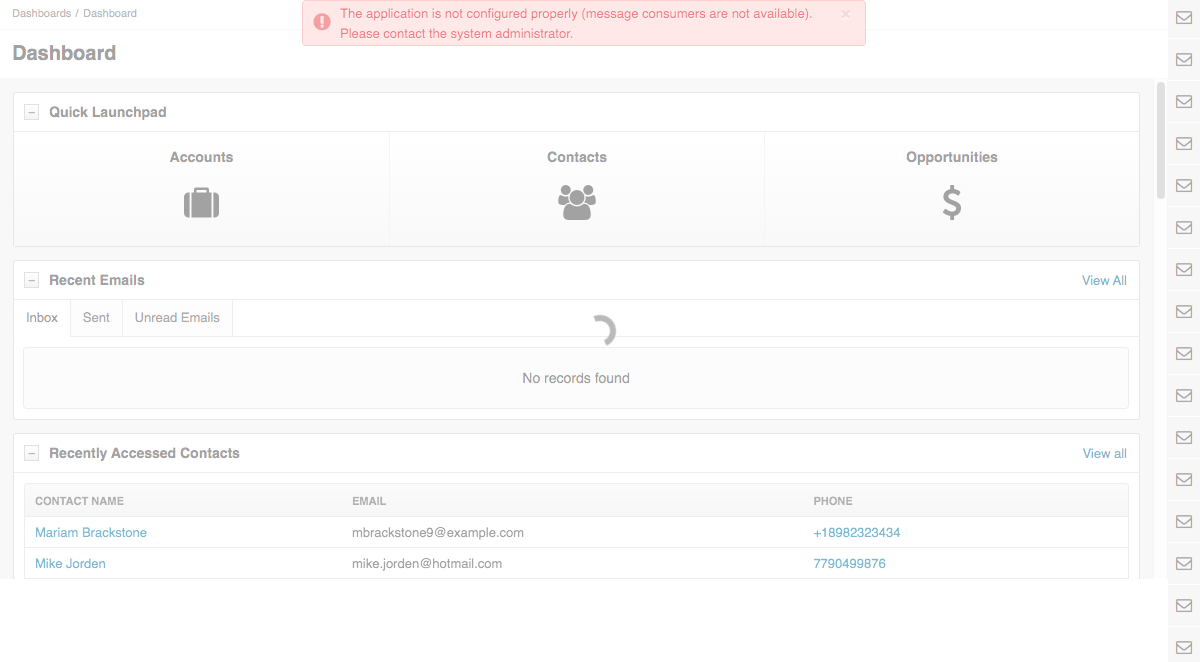 Dashboards / Dashboard
The application is not configured properly (message consumers are not available).
Please contact the system administrator.
×
Dashboard
Quick Launchpad
Accounts
Contacts
Opportunities
Recent Emails
View All
Inbox
Sent
Unread Emails
No records found
Recently Accessed Contacts
View all
CONTACT NAME EMAIL PHONE
Mariam Brackstone mbrackstone9@example.com +18982323434
Mike Jorden mike.jorden@hotmail.com 7790499876